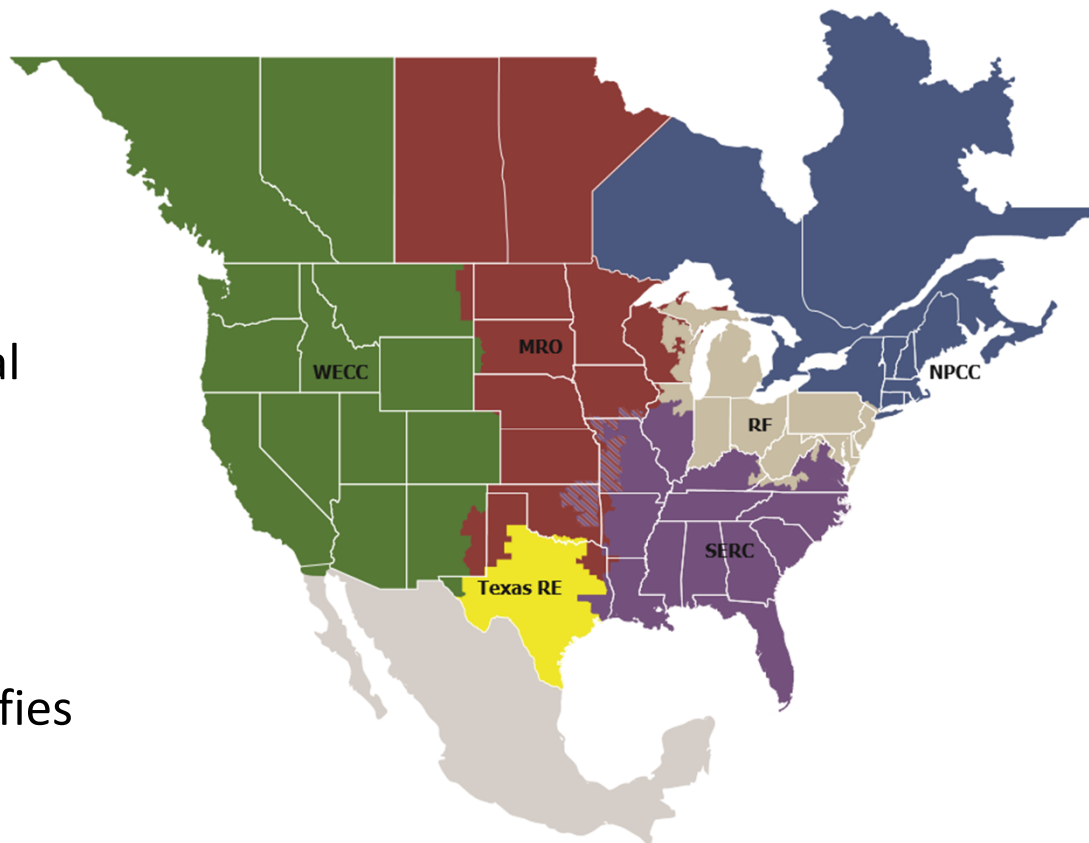 al
MRO
WECC
NPCC
RF
SERC
Texas RE
fies